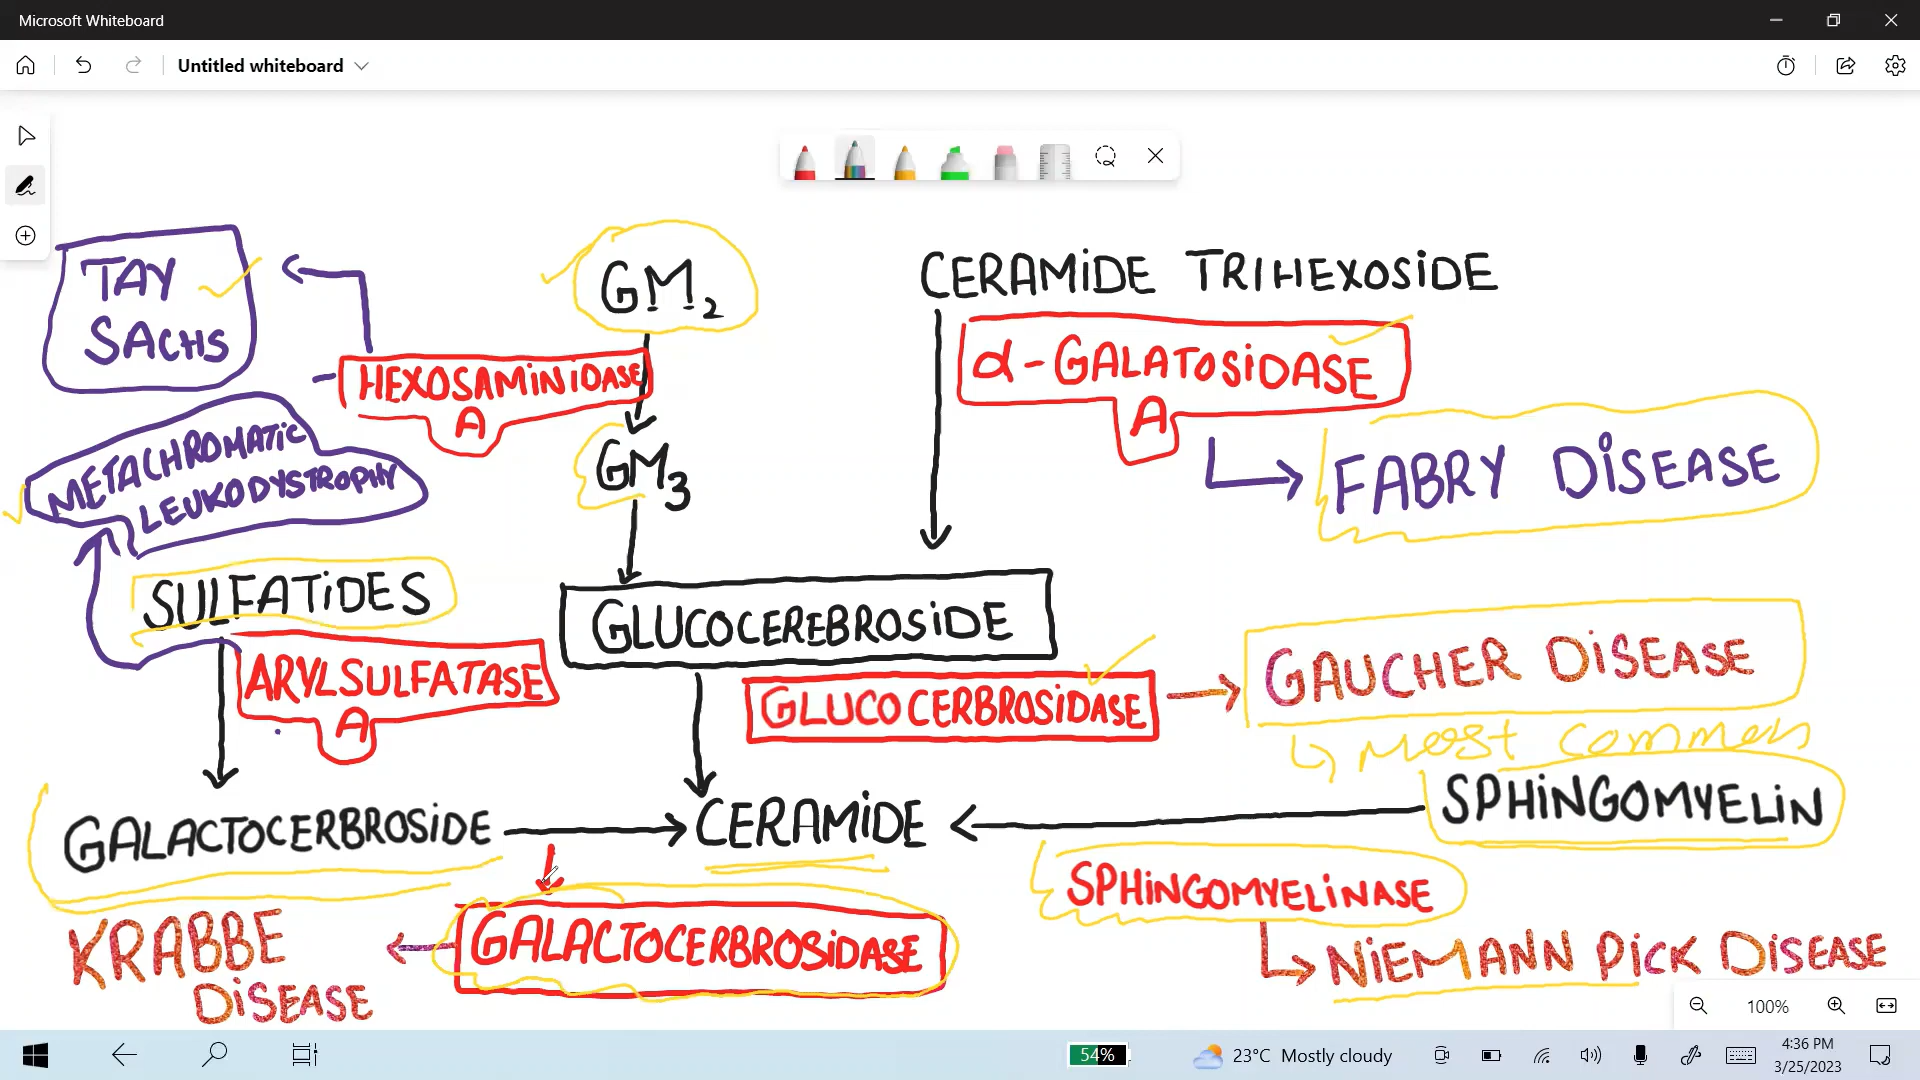 Microsoft Whiteboard
Untitled whiteboard
TAY
SACHS
GM2
CERAMIDE TRIHEXOSIDE
HEXOSAMINIDASE
A
α-GALATOSIDASE
A
METACHROMATIC
LEUKODYSTROPHY
GM3
FABRY DISEASE
SULFATIDES
GLUCOCEREBROSIDE
ARYLSULFATASE
A
GLUCOCERBROSIDASE
GAUCHER DISEASE
most common
GALACTOCERBROSIDE
CERAMIDE
SPHINGOMYELIN
SPHINGOMYELINASE
KRABBE
DISEASE
GALACTOCERBROSIDASE
NIEMANN PICK DISEASE
100%
54%
23°C Mostly cloudy
4:36 PM
3/25/2023